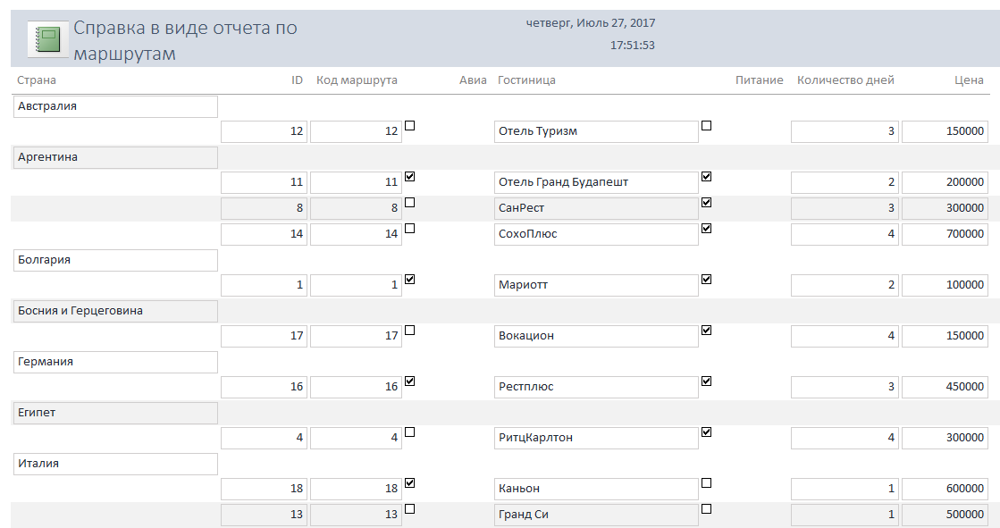 Справка в виде отчета по
маршрутам
четверг, Июль 27, 2017
17:51:53
Страна ID Код маршрута Авиа Гостиница Питание Количество дней Цена
Австралия
12 12 Отель Туризм 3 150000
Аргентина
11 11 Отель Гранд Будапешт 2 200000
8 8 СанРест 3 300000
14 14 СохоПлюс 4 700000
Болгария
1 1 Мариотт 2 100000
Босния и Герцеговина
17 17 Вокацион 4 150000
Германия
16 16 Рестплюс 3 450000
Египет
4 4 РитцКарлтон 4 300000
Италия
18 18 Каньон 1 600000
13 13 Гранд Си 1 500000